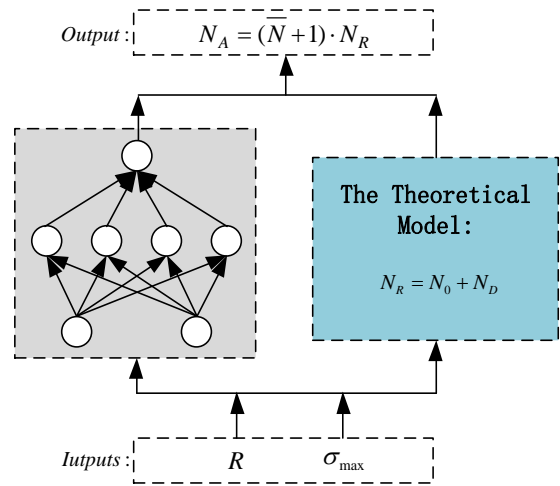 Output : N_A = (N̅ + 1) · N_R
The Theoretical
Model:
N_R = N_0 + N_D
Iutputs : R σ_max